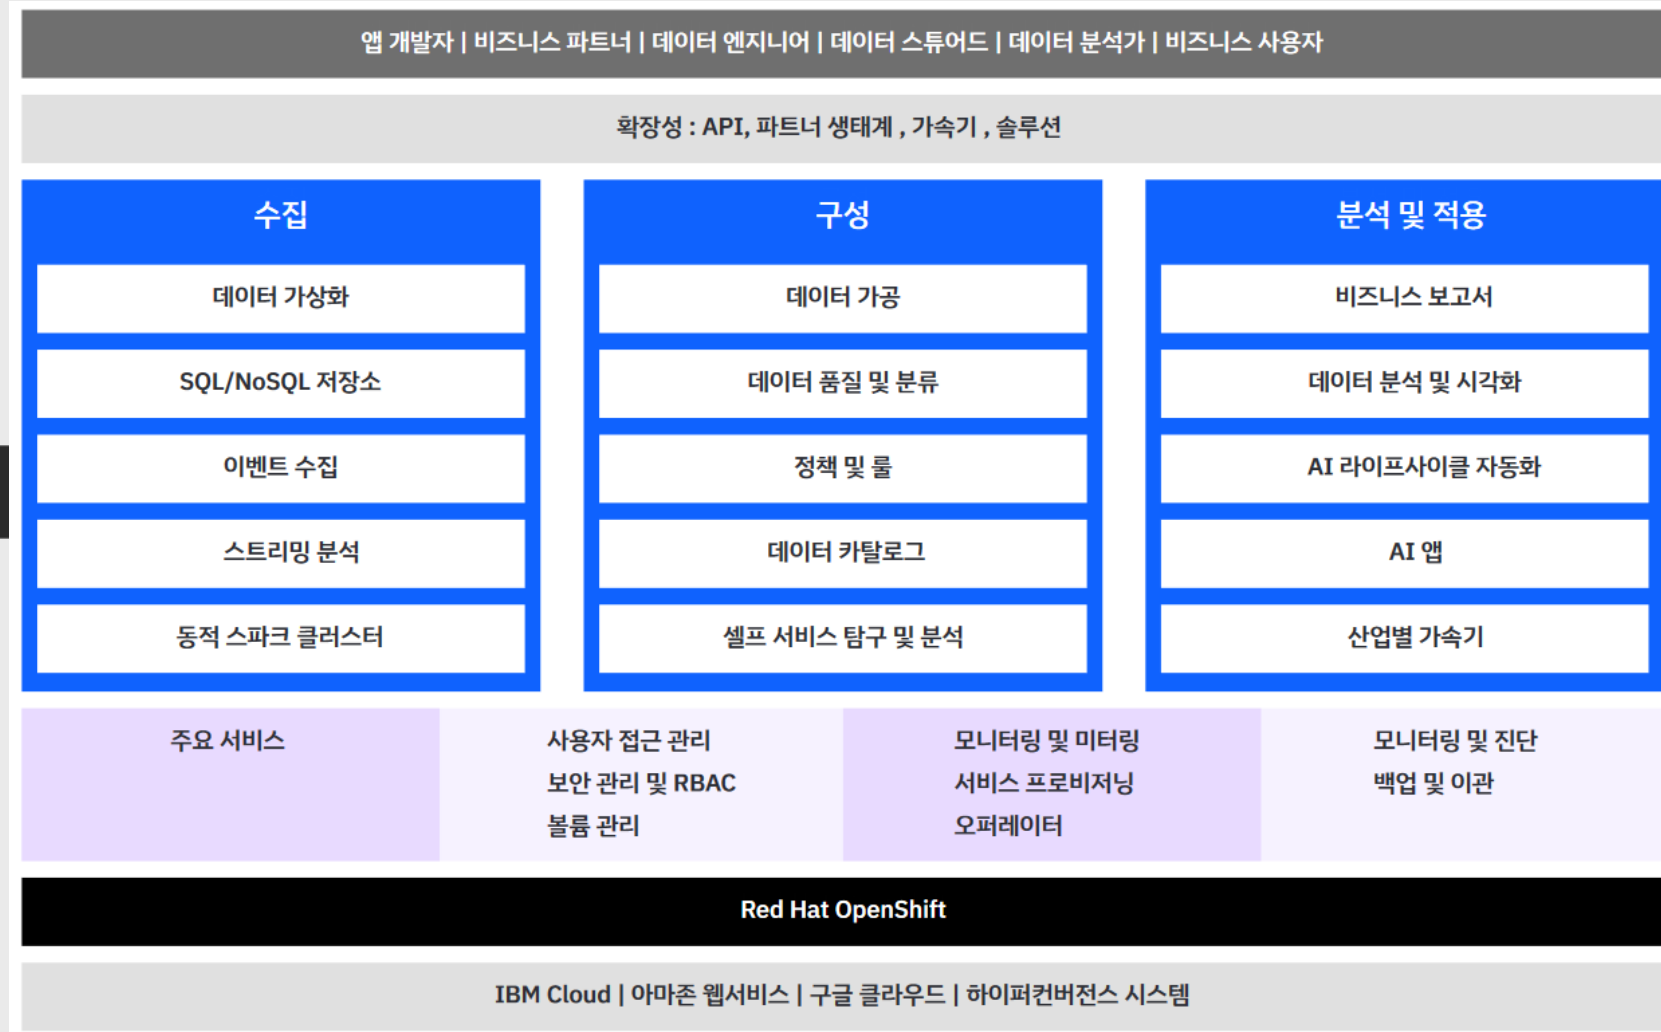 앱 개발자 | 비즈니스 파트너 | 데이터 엔지니어 | 데이터 스튜어드 | 데이터 분석가 | 비즈니스 사용자
확장성 : API, 파트너 생태계 , 가속기 , 솔루션
수집
데이터 가상화
SQL/NoSQL 저장소
이벤트 수집
스트리밍 분석
동적 스파크 클러스터
구성
데이터 가공
데이터 품질 및 분류
정책 및 룰
데이터 카탈로그
셀프 서비스 탐구 및 분석
분석 및 적용
비즈니스 보고서
데이터 분석 및 시각화
AI 라이프사이클 자동화
AI 앱
산업별 가속기
주요 서비스
사용자 접근 관리
보안 관리 및 RBAC
볼륨 관리
모니터링 및 미터링
서비스 프로비저닝
오퍼레이터
모니터링 및 진단
백업 및 이관
Red Hat OpenShift
IBM Cloud | 아마존 웹서비스 | 구글 클라우드 | 하이퍼컨버전스 시스템